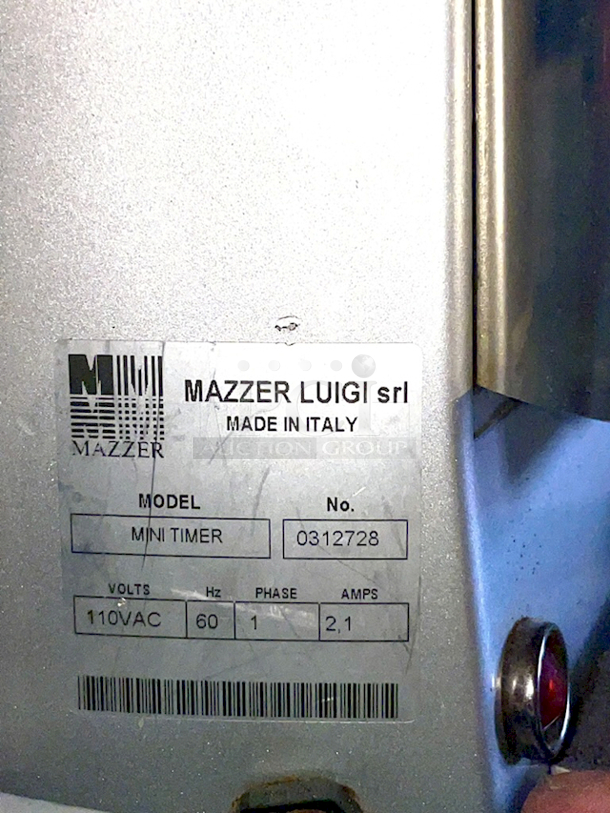 MAZZER LUIGI srl
MADE IN ITALY
MAZZER
AUCTION GROUP
MODEL No.
MINI TIMER 0312728
VOLTS Hz PHASE AMPS
110VAC 60 1 2,1